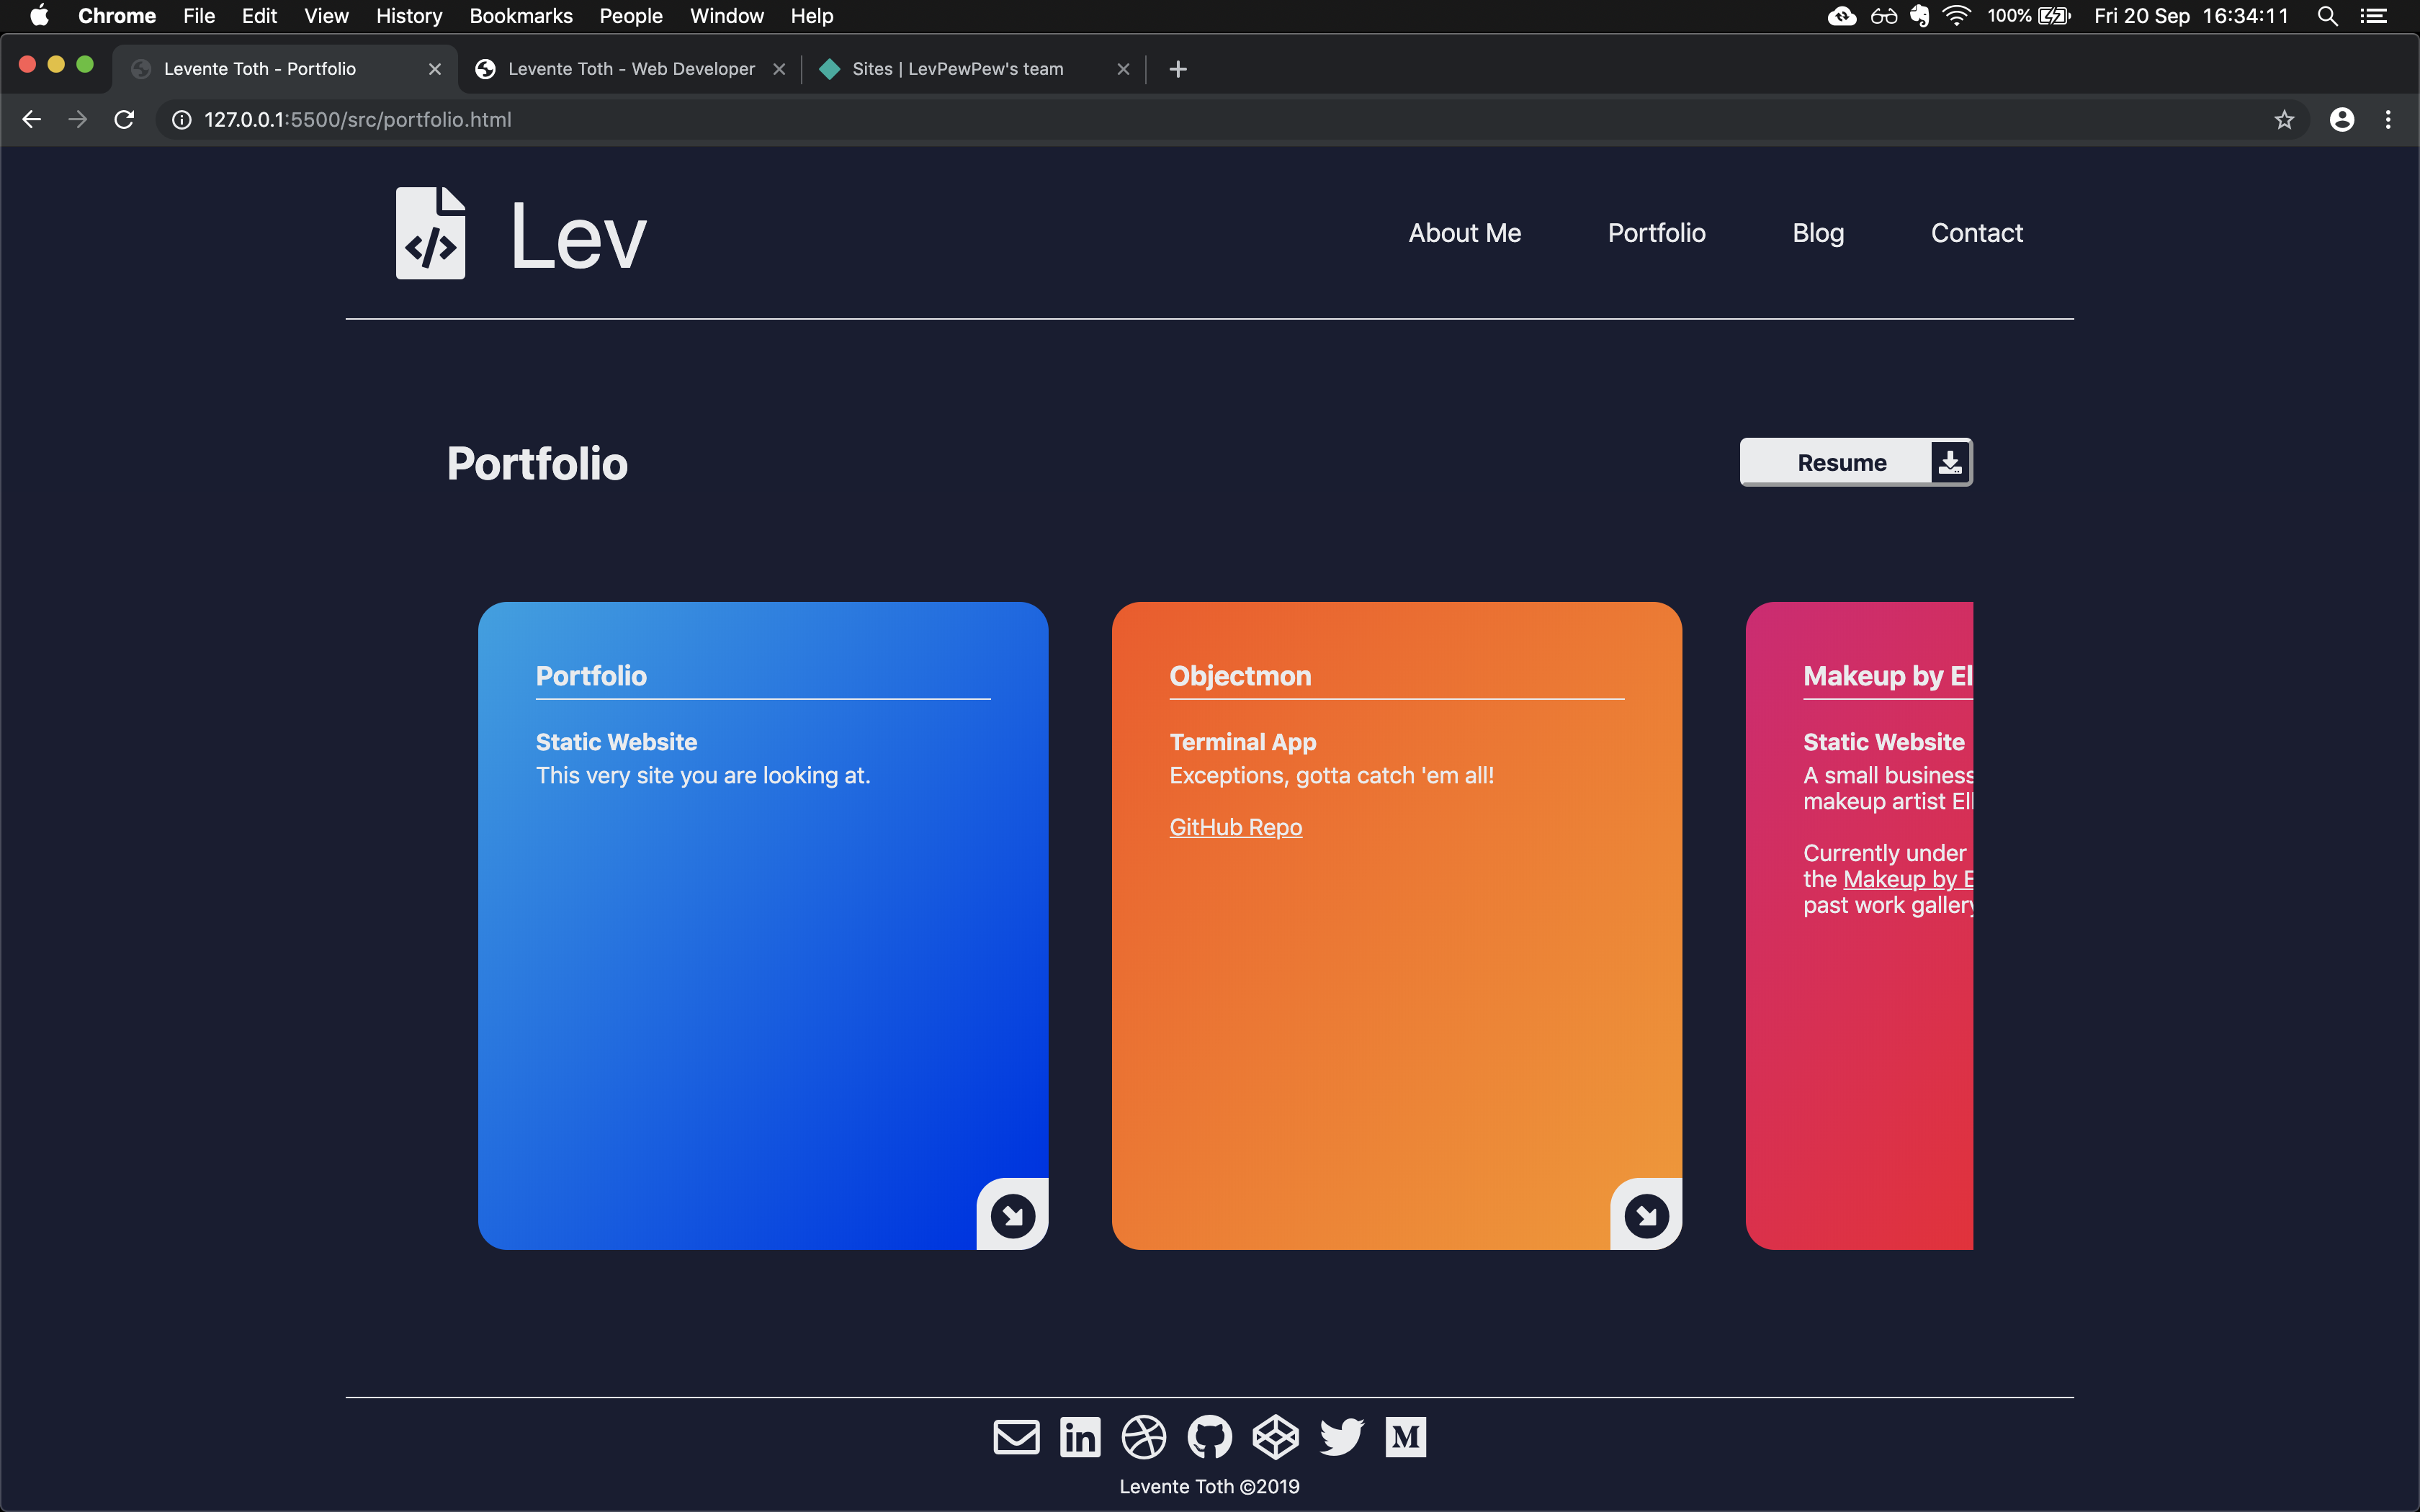 Chrome File Edit View History Bookmarks People Window Help 100% Fri 20 Sep 16:34:11
Levente Toth - Portfolio Levente Toth - Web Developer Sites | LevPewPew's team
127.0.0.1:5500/src/portfolio.html
Lev
About Me Portfolio Blog Contact
Portfolio
Resume
Portfolio
Static Website
This very site you are looking at.
Objectmon
Terminal App
Exceptions, gotta catch 'em all!
GitHub Repo
Makeup by El
Static Website
A small business
makeup artist Ell
Currently under
the Makeup by E
past work gallery
in
M
Levente Toth ©2019